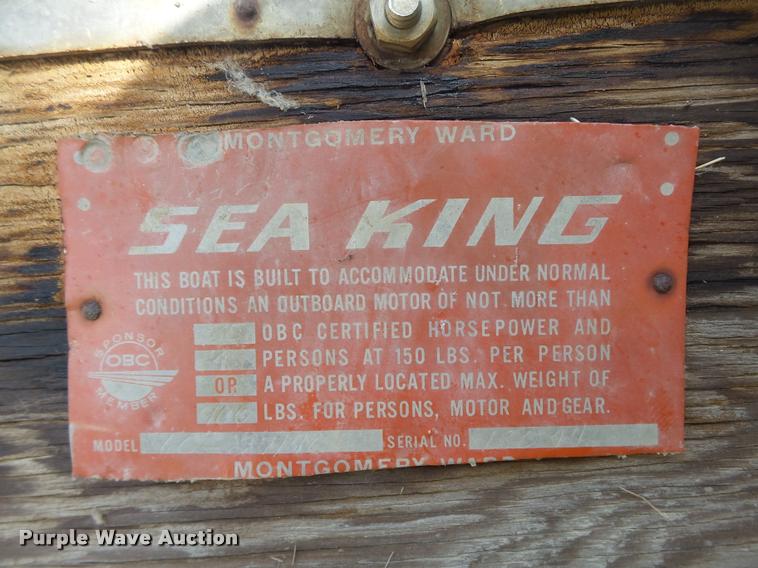 MONTGOMERY WARD
SEA KING
THIS BOAT IS BUILT TO ACCOMMODATE UNDER NORMAL
CONDITIONS AN OUTBOARD MOTOR OF NOT MORE THAN
OBC CERTIFIED HORSEPOWER AND
PERSONS AT 150 LBS. PER PERSON
OR A PROPERLY LOCATED MAX. WEIGHT OF
LBS. FOR PERSONS, MOTOR AND GEAR.
SPONSOR
OBC
MEMBER
MODEL SERIAL NO.
MONTGOMERY WARD
Purple Wave Auction